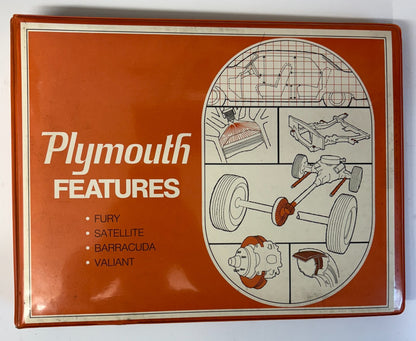 Plymouth
FEATURES
• FURY
• SATELLITE
• BARRACUDA
• VALIANT